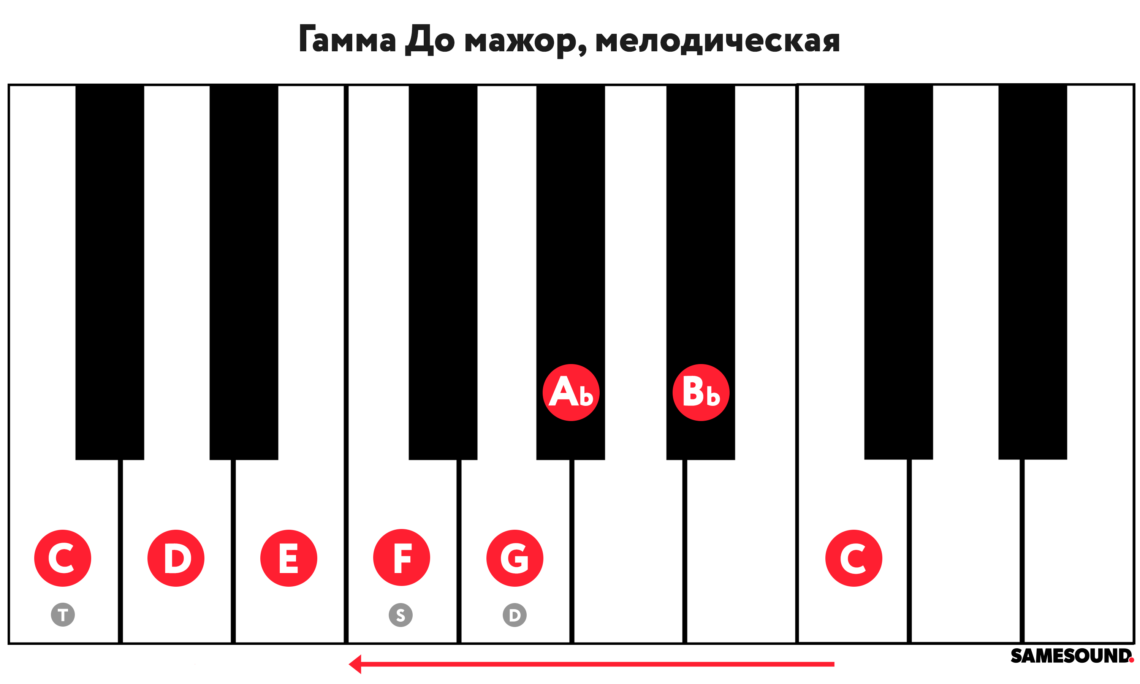 Гамма До мажор, мелодическая
Ab Bb
C D E F G C
T S D
SAMESOUND.